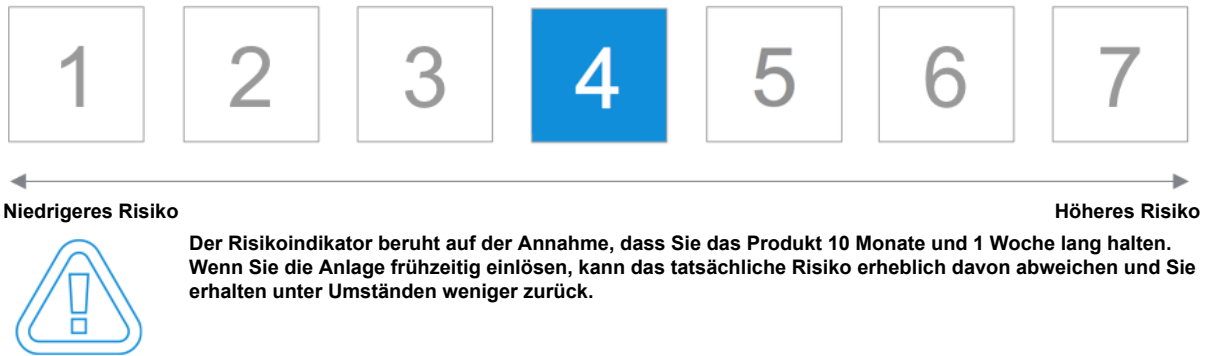 1 2 3 4 5 6 7
Niedrigeres Risiko Höheres Risiko
Der Risikoindikator beruht auf der Annahme, dass Sie das Produkt 10 Monate und 1 Woche lang halten.
Wenn Sie die Anlage frühzeitig einlösen, kann das tatsächliche Risiko erheblich davon abweichen und Sie
erhalten unter Umständen weniger zurück.